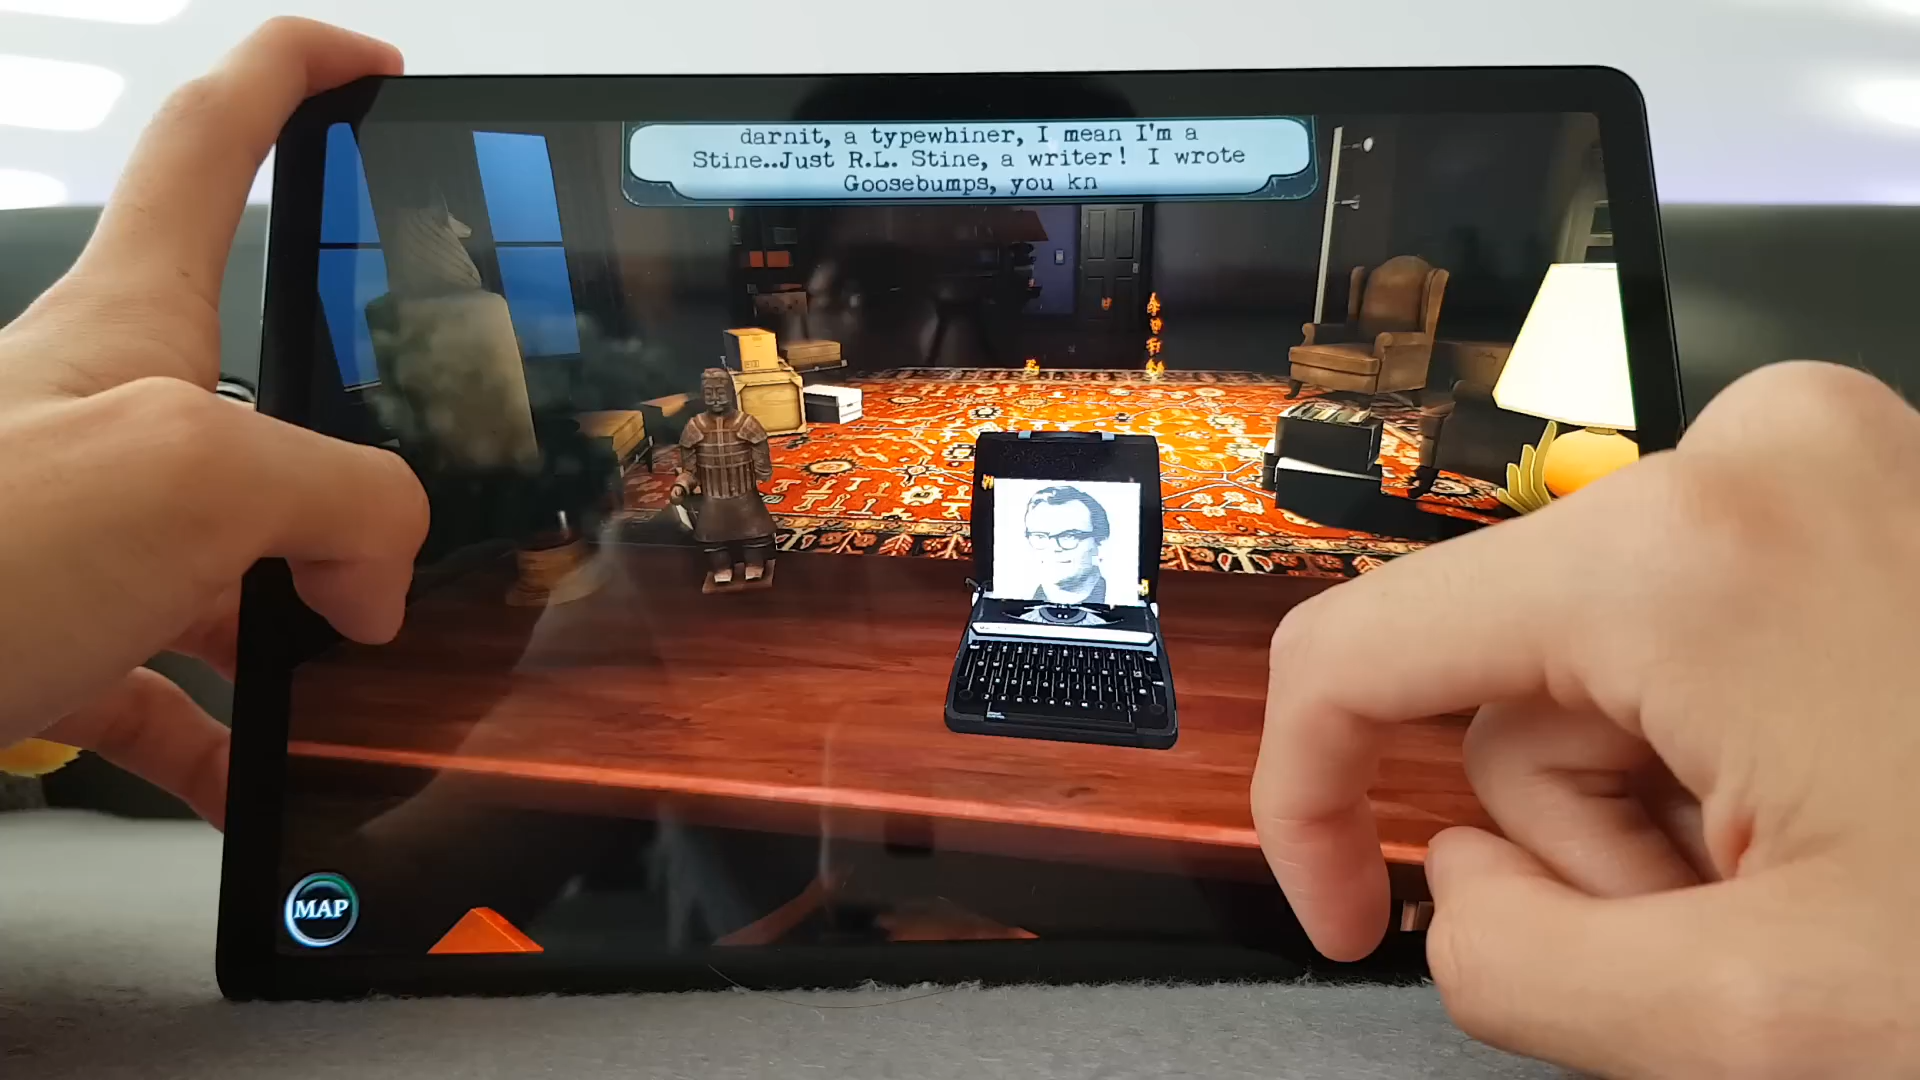 darnit, a typewhiner, I mean I'm a
Stine..Just R.L. Stine, a writer! I wrote
Goosebumps, you kn
MAP